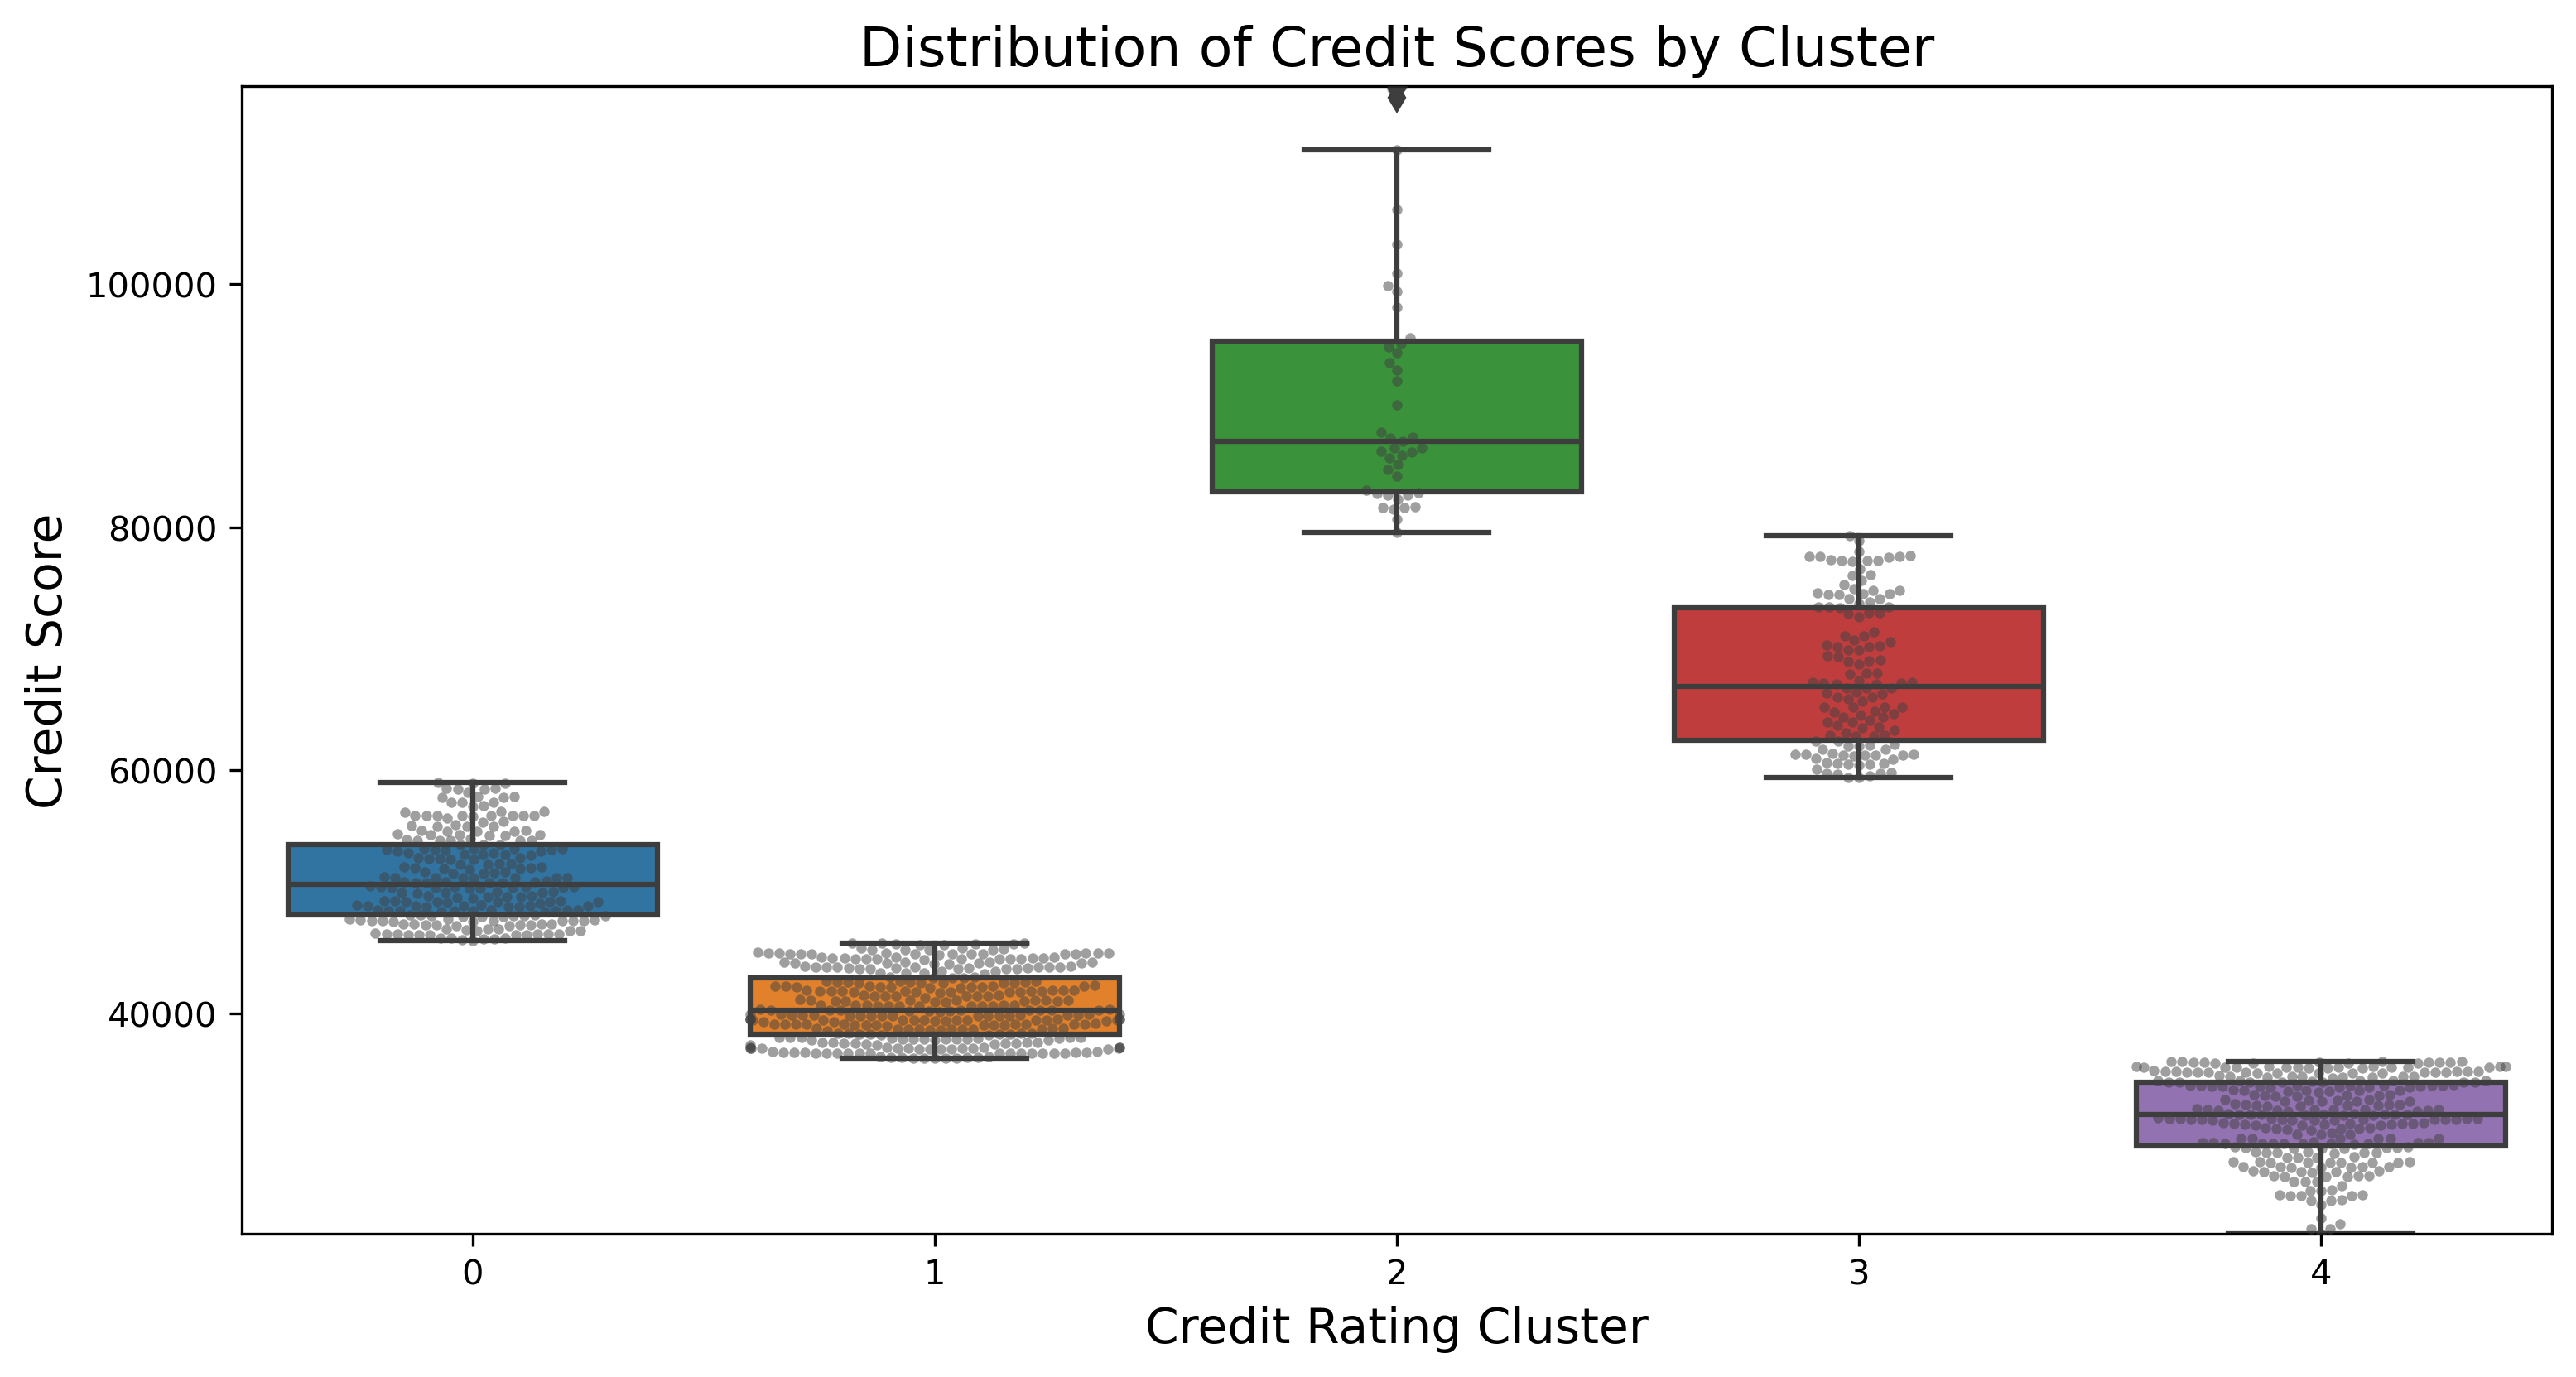 Distribution of Credit Scores by Cluster
Credit Score
100000
80000
60000
40000
0 1 2 3 4
Credit Rating Cluster